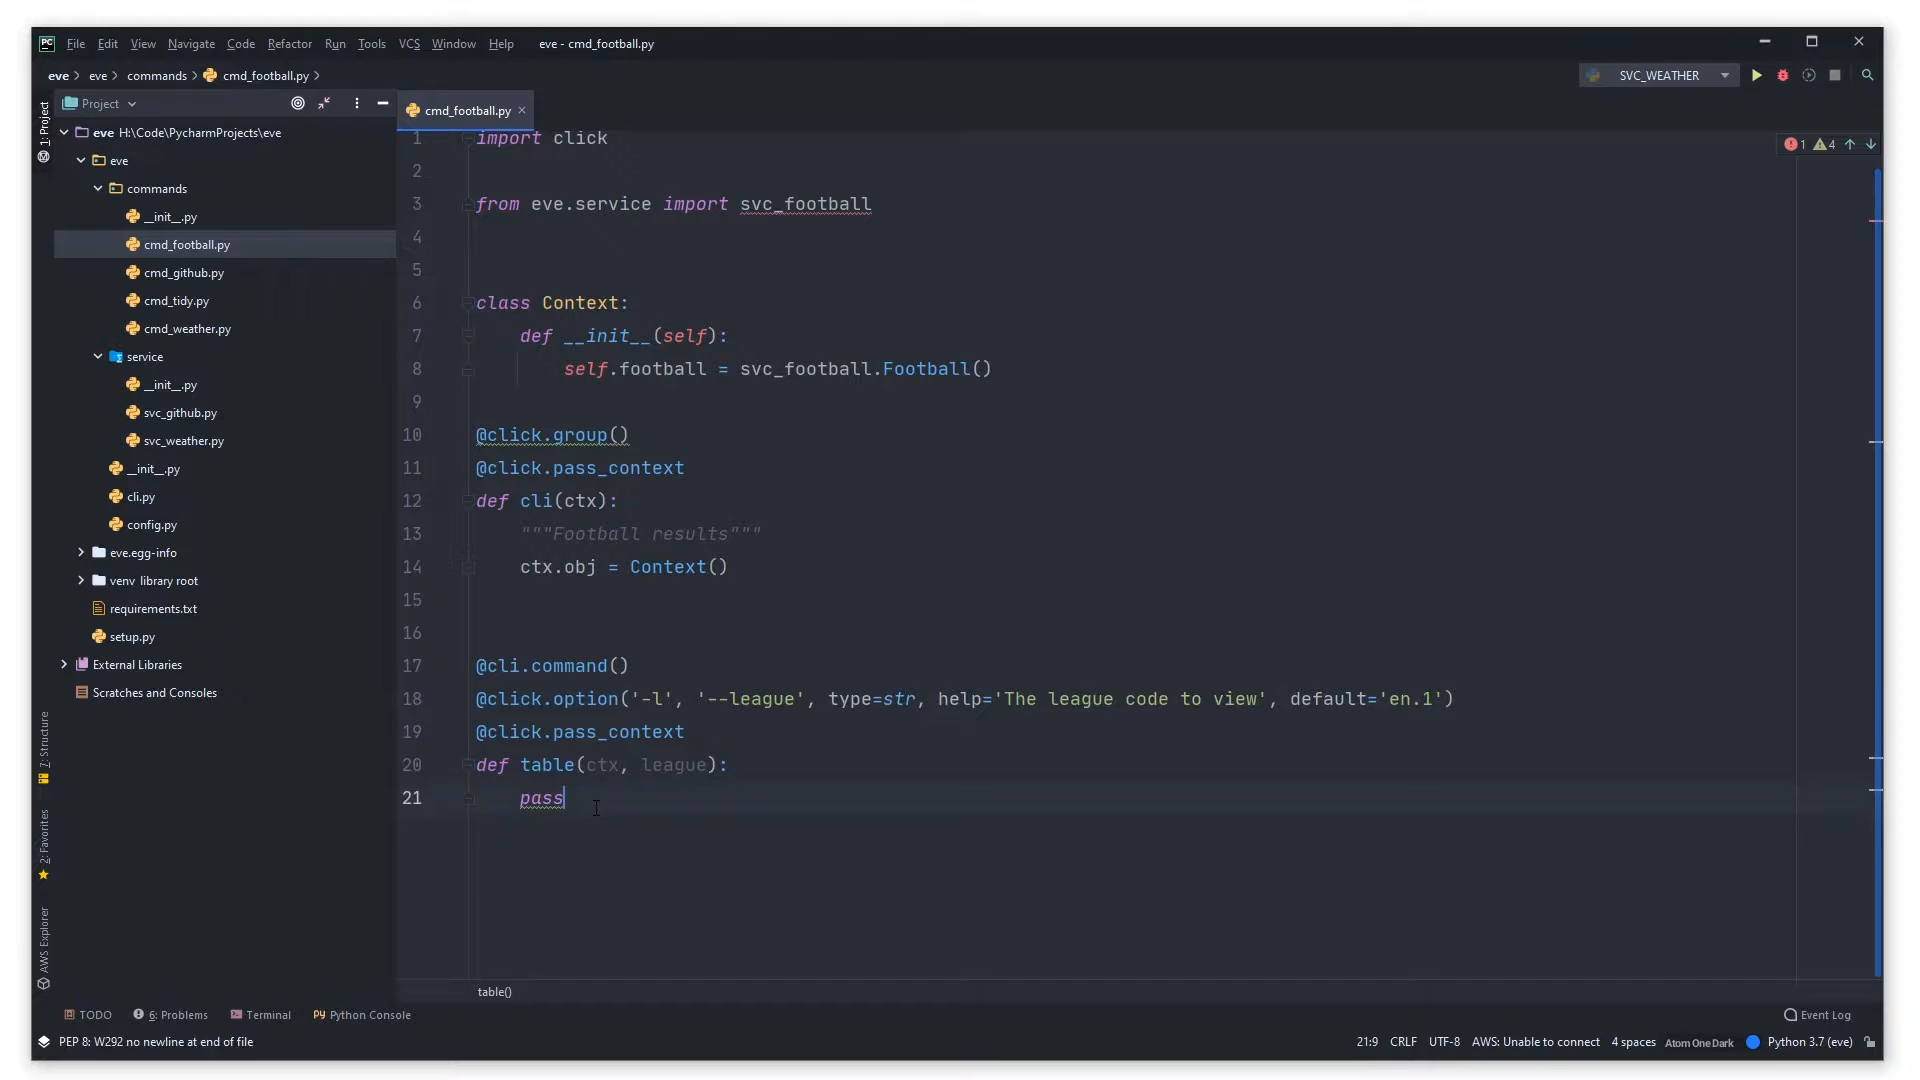 PC File Edit View Navigate Code Refactor Run Tools VCS Window Help eve - cmd_football.py
eve eve commands cmd_football.py SVC_WEATHER
1: Project
Project
cmd_football.py
eve H:\Code\PycharmProjects\eve
eve
commands
__init__.py
cmd_football.py
cmd_github.py
cmd_tidy.py
cmd_weather.py
service
__init__.py
svc_github.py
svc_weather.py
__init__.py
cli.py
config.py
eve.egg-info
venv library root
requirements.txt
setup.py
External Libraries
Scratches and Consoles
7: Structure
2: Favorites
AWS Explorer
1 4
1 import click
2
3 from eve.service import svc_football
4
5
6 class Context:
7     def __init__(self):
8         self.football = svc_football.Football()
9
10 @click.group()
11 @click.pass_context
12 def cli(ctx):
13     """Football results"""
14     ctx.obj = Context()
15
16
17 @cli.command()
18 @click.option('-l', '--league', type=str, help='The league code to view', default='en.1')
19 @click.pass_context
20 def table(ctx, league):
21     pass
table()
TODO 6: Problems Terminal Python Console Event Log
PEP 8: W292 no newline at end of file 21:9 CRLF UTF-8 AWS: Unable to connect 4 spaces Atom One Dark Python 3.7 (eve)